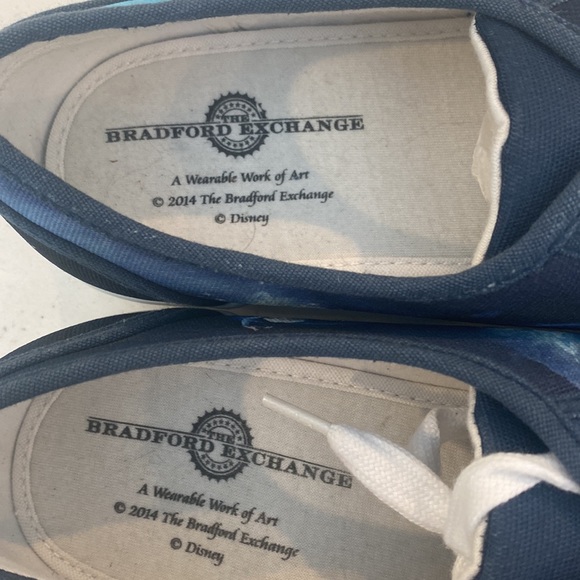 THE
BRADFORD EXCHANGE
A Wearable Work of Art
© 2014 The Bradford Exchange
© Disney
THE
BRADFORD EXCHANGE
A Wearable Work of Art
© 2014 The Bradford Exchange
© Disney